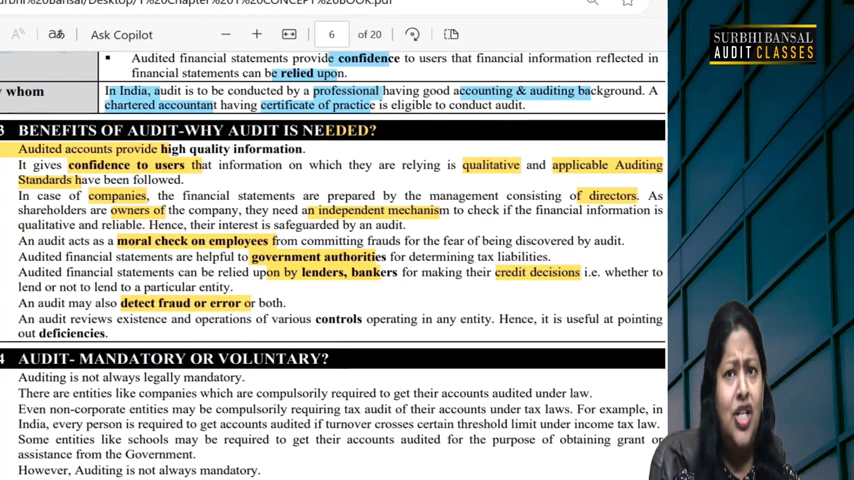 Desktop/1%20Chapter%201%20CONCEPT%20BOOK.pdf
Ask Copilot
6 of 20
SURBHI BANSAL
AUDIT CLASSES
Audited financial statements provide confidence to users that financial information reflected in
financial statements can be relied upon.
y whom
In India, audit is to be conducted by a professional having good accounting & auditing background. A
chartered accountant having certificate of practice is eligible to conduct audit.
3 BENEFITS OF AUDIT-WHY AUDIT IS NEEDED?
Audited accounts provide high quality information.
It gives confidence to users that information on which they are relying is qualitative and applicable Auditing
Standards have been followed.
In case of companies, the financial statements are prepared by the management consisting of directors. As
shareholders are owners of the company, they need an independent mechanism to check if the financial information is
qualitative and reliable. Hence, their interest is safeguarded by an audit.
An audit acts as a moral check on employees from committing frauds for the fear of being discovered by audit.
Audited financial statements are helpful to government authorities for determining tax liabilities.
Audited financial statements can be relied upon by lenders, bankers for making their credit decisions i.e. whether to
lend or not to lend to a particular entity.
An audit may also detect fraud or error or both.
An audit reviews existence and operations of various controls operating in any entity. Hence, it is useful at pointing
out deficiencies.
4 AUDIT- MANDATORY OR VOLUNTARY?
Auditing is not always legally mandatory.
There are entities like companies which are compulsorily required to get their accounts audited under law.
Even non-corporate entities may be compulsorily requiring tax audit of their accounts under tax laws. For example, in
India, every person is required to get accounts audited if turnover crosses certain threshold limit under income tax law.
Some entities like schools may be required to get their accounts audited for the purpose of obtaining grant or
assistance from the Government.
However, Auditing is not always mandatory.